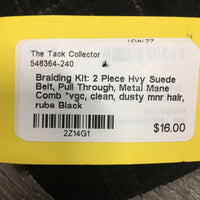 The Tack Collector
546364-240
Braiding Kit: 2 Piece Hvy Suede
Belt, Pull Through, Metal Mane
Comb *vgc, clean, dusty mnr hair,
rubs Black
$16.00
2Z14G1